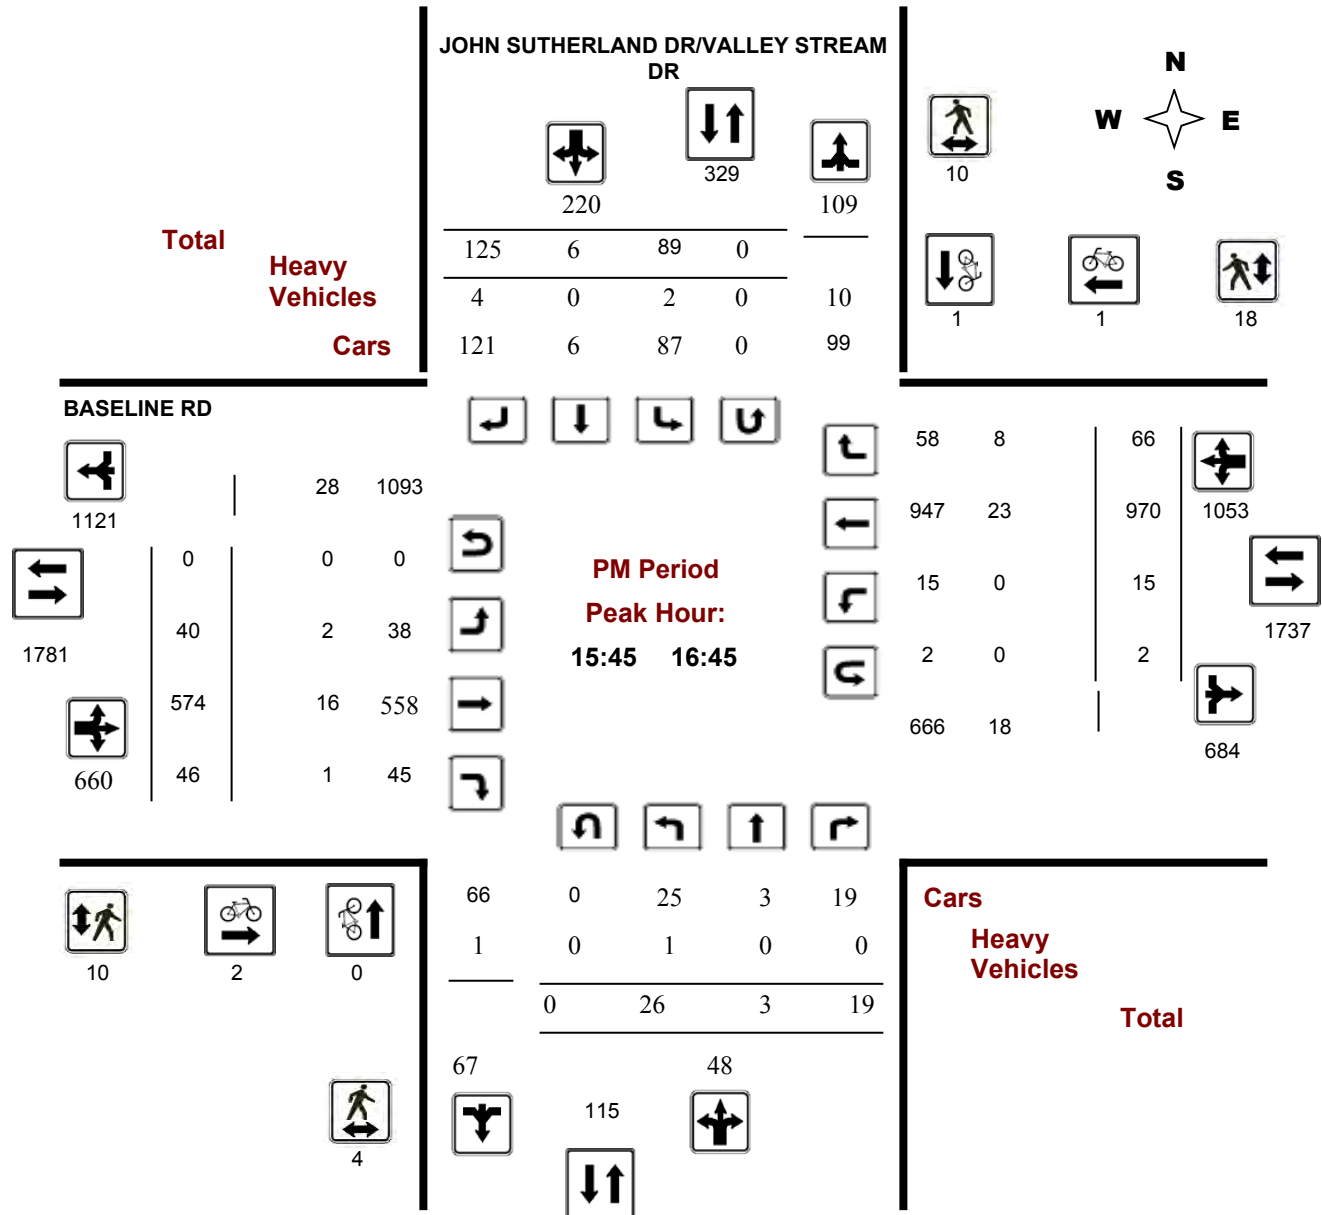 JOHN SUTHERLAND DR/VALLEY STREAM
DR
N
W E
S
329
10
220 109
Total
125 6 89 0
Heavy
Vehicles
4 0 2 0 10
1 1 18
Cars
121 6 87 0 99
BASELINE RD
58 8 66
28 1093
1121
947 23 970 1053
0 0 0
PM Period
15 0 15
Peak Hour:
40 2 38
1737
1781
15:45 16:45
2 0 2
574 16 558
666 18
684
660 46 1 45
66 0 25 3 19
Cars
1 0 1 0 0
Heavy
Vehicles
10 2 0
0 26 3 19
Total
67 48
115
4